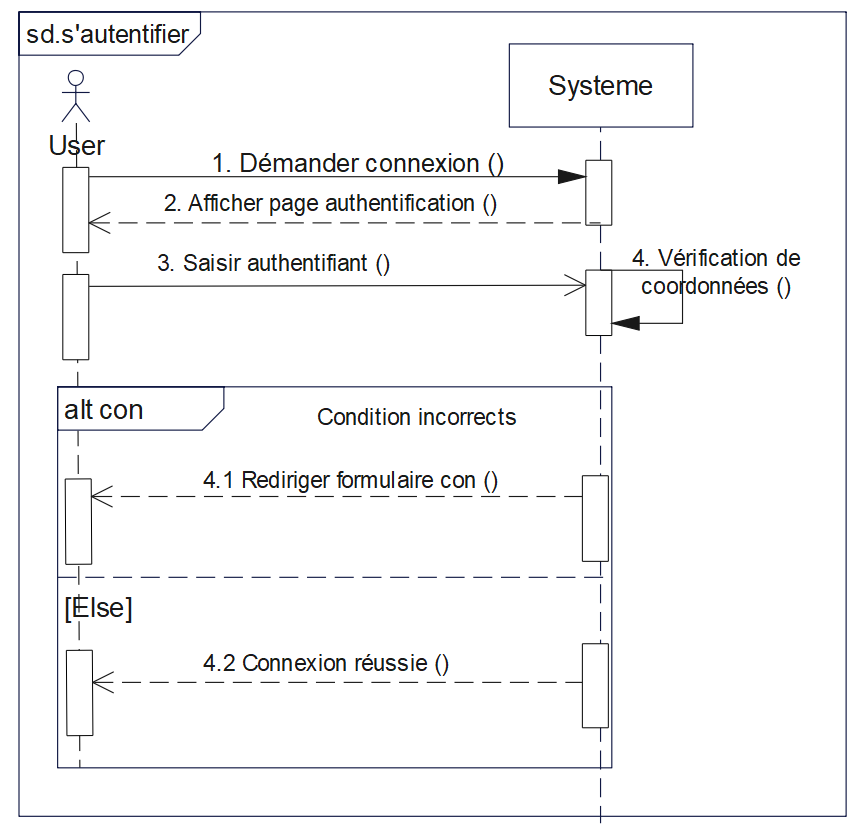 sd.s'autentifier
Systeme
User
1. Démander connexion ()
2. Afficher page authentification ()
3. Saisir authentifiant ()
4. Vérification de
coordonnées ()
alt con
Condition incorrects
4.1 Rediriger formulaire con ()
[Else]
4.2 Connexion réussie ()